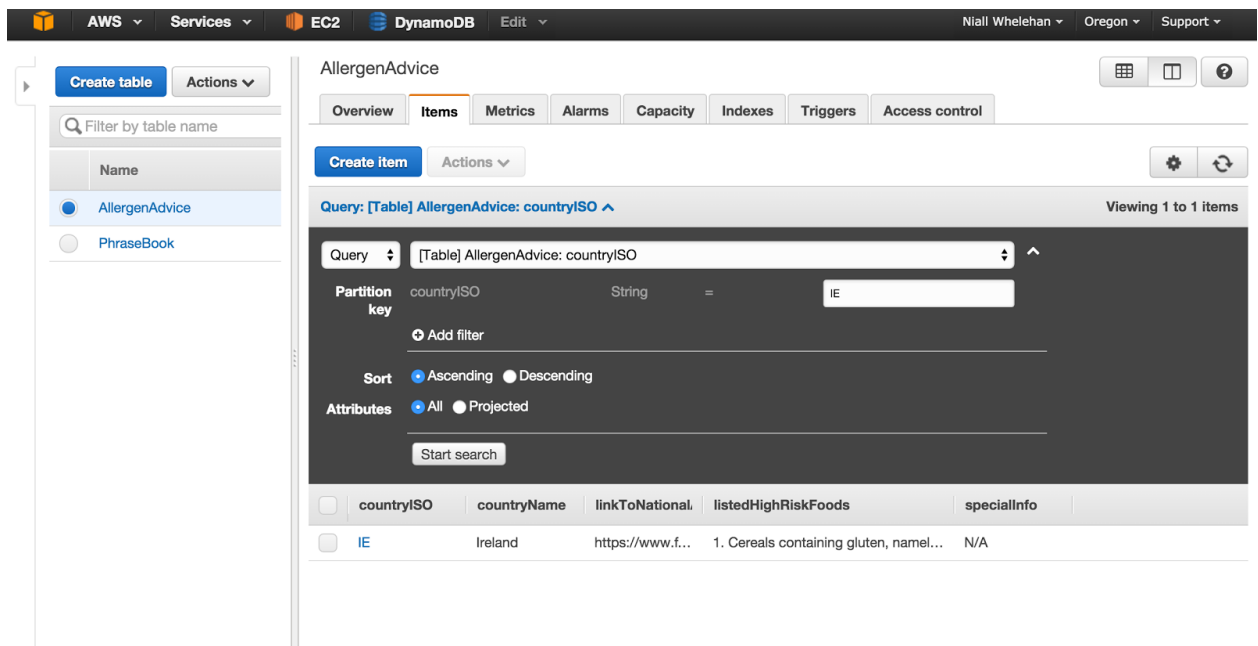 AWS Services EC2 DynamoDB Edit Niall Whelehan Oregon Support
AllergenAdvice
Create table Actions
Filter by table name
Name
AllergenAdvice
PhraseBook
Overview Items Metrics Alarms Capacity Indexes Triggers Access control
Create item Actions
Query: [Table] AllergenAdvice: countryISO Viewing 1 to 1 items
Query [Table] AllergenAdvice: countryISO
Partition key countryISO String = IE
Add filter
Sort Ascending Descending
Attributes All Projected
Start search
countryISO countryName linkToNational. listedHighRiskFoods specialInfo
IE Ireland https://www.f... 1. Cereals containing gluten, namel... N/A